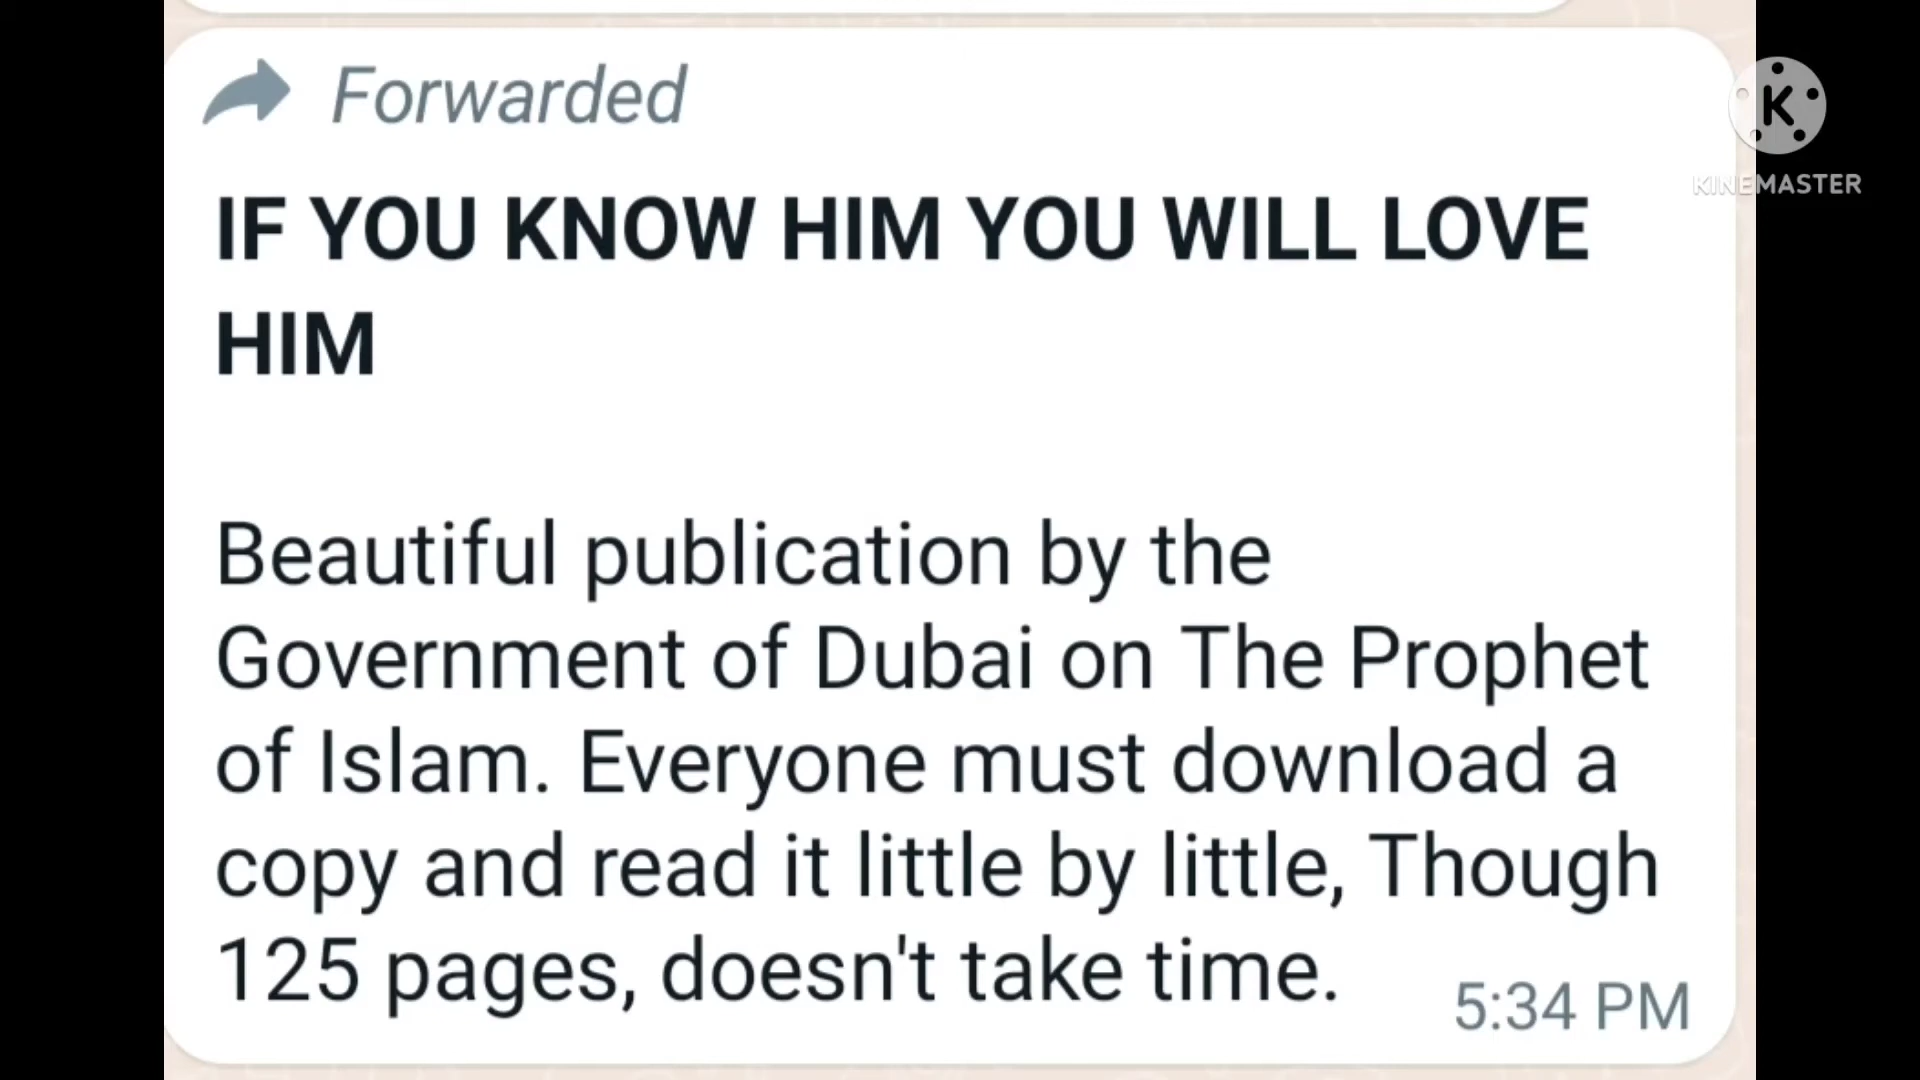 Forwarded
K
KINEMASTER
IF YOU KNOW HIM YOU WILL LOVE
HIM
Beautiful publication by the
Government of Dubai on The Prophet
of Islam. Everyone must download a
copy and read it little by little, Though
125 pages, doesn't take time.
5:34 PM